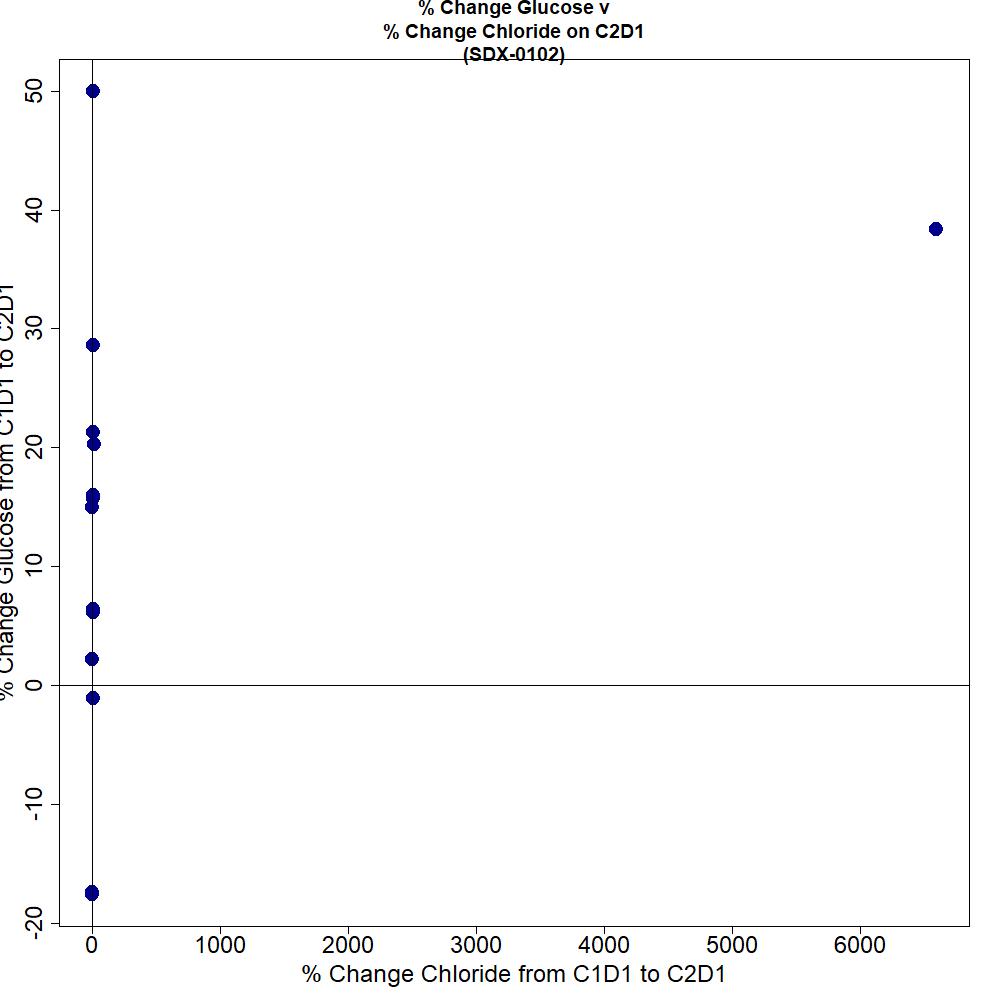 % Change Glucose v
% Change Chloride on C2D1
(SDX-0102)
% Change Glucose from C1D1 to C2D1
50
40
30
20
10
0
-10
-20
0 1000 2000 3000 4000 5000 6000
% Change Chloride from C1D1 to C2D1